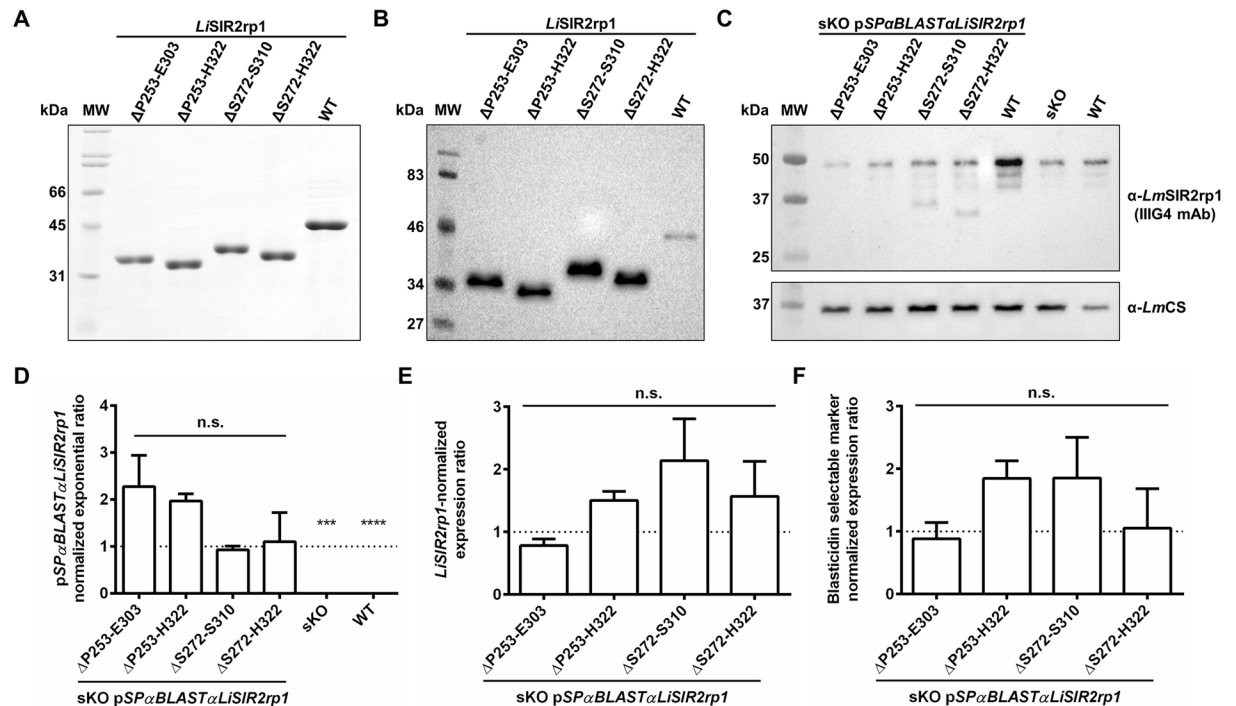 A
LiSIR2rp1
ΔP253-E303
ΔP253-H322
ΔS272-S310
ΔS272-H322
WT
kDa
MW
66
45
31
B
LiSIR2rp1
ΔP253-E303
ΔP253-H322
ΔS272-S310
ΔS272-H322
WT
kDa
MW
83
46
34
27
C
sKO pSPαBLASTαLiSIR2rp1
ΔP253-E303
ΔP253-H322
ΔS272-S310
ΔS272-H322
WT
sKO
WT
kDa
MW
50
37
25
α-LmSIR2rp1
(IIIG4 mAb)
37
α-LmCS
D
pSPαBLASTαLiSIR2rp1
normalized exponential ratio
4
3
2
1
0
n.s.
***
****
ΔP253-E303
ΔP253-H322
ΔS272-S310
ΔS272-H322
sKO
WT
sKO pSPαBLASTαLiSIR2rp1
E
LiSIR2rp1-normalized
expression ratio
3
2
1
0
n.s.
ΔP253-E303
ΔP253-H322
ΔS272-S310
ΔS272-H322
sKO pSPαBLASTαLiSIR2rp1
F
Blasticidin selectable marker
normalized expression ratio
3
2
1
0
n.s.
ΔP253-E303
ΔP253-H322
ΔS272-S310
ΔS272-H322
sKO pSPαBLASTαLiSIR2rp1